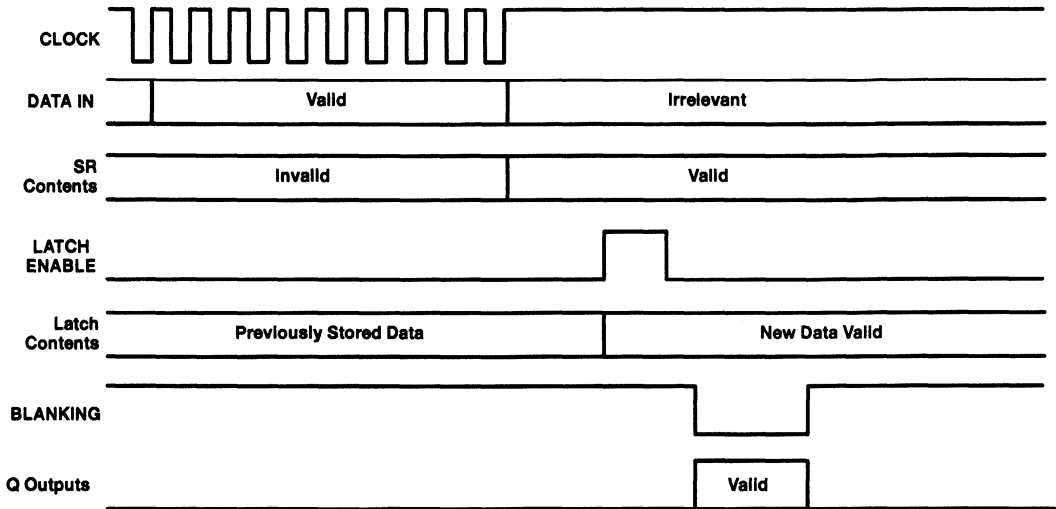 CLOCK
DATA IN
Valid
Irrelevant
SR
Contents
Invalid
Valid
LATCH
ENABLE
Latch
Contents
Previously Stored Data
New Data Valid
BLANKING
Q Outputs
Valid